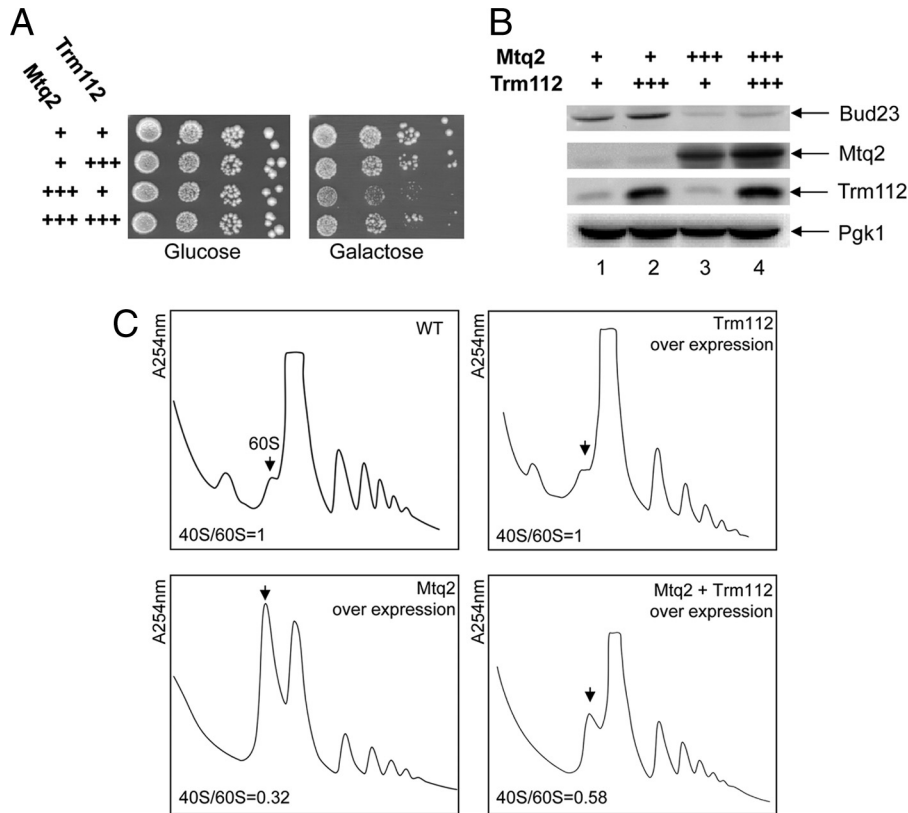 A
Mtq2 Trm112
+ +
+ +++
+++ +
+++ +++
Glucose Galactose
B
Mtq2 + + +++ +++
Trm112 + +++ + +++
Bud23
Mtq2
Trm112
Pgk1
1 2 3 4
C
A254nm
WT
60S
40S/60S=1
A254nm
Trm112
over expression
40S/60S=1
A254nm
Mtq2
over expression
40S/60S=0.32
A254nm
Mtq2 + Trm112
over expression
40S/60S=0.58